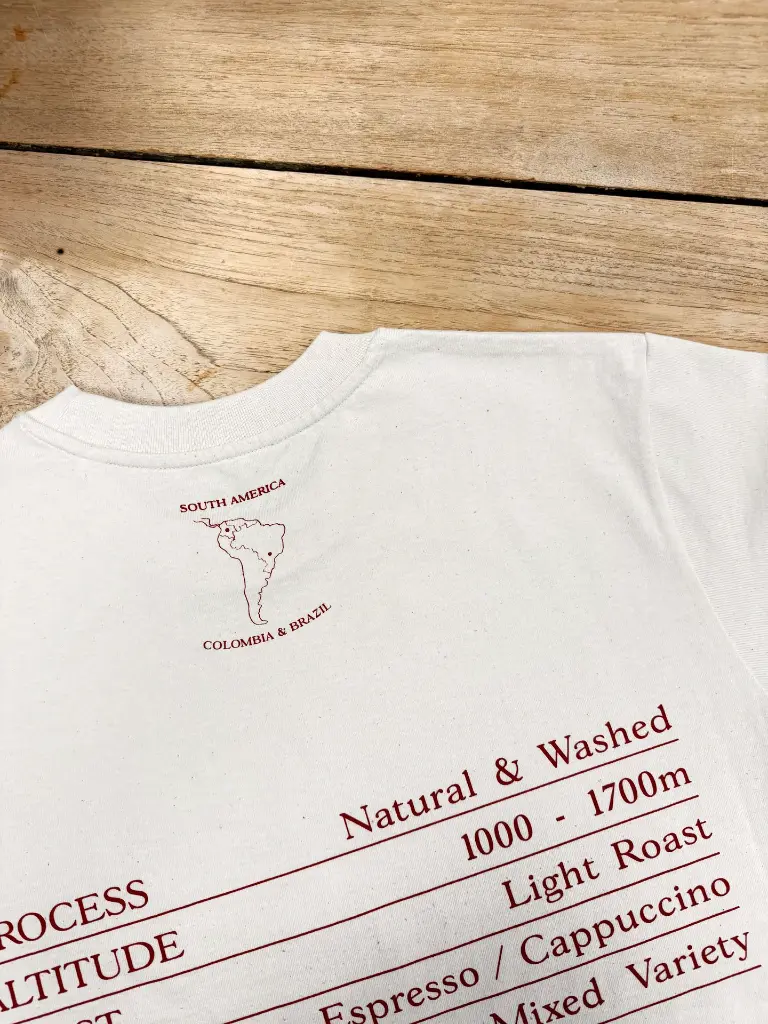 SOUTH AMERICA
COLOMBIA & BRAZIL
ROCESS Natural & Washed
ALTITUDE 1000 - 1700m
Light Roast
Espresso / Cappuccino
Mixed Variety